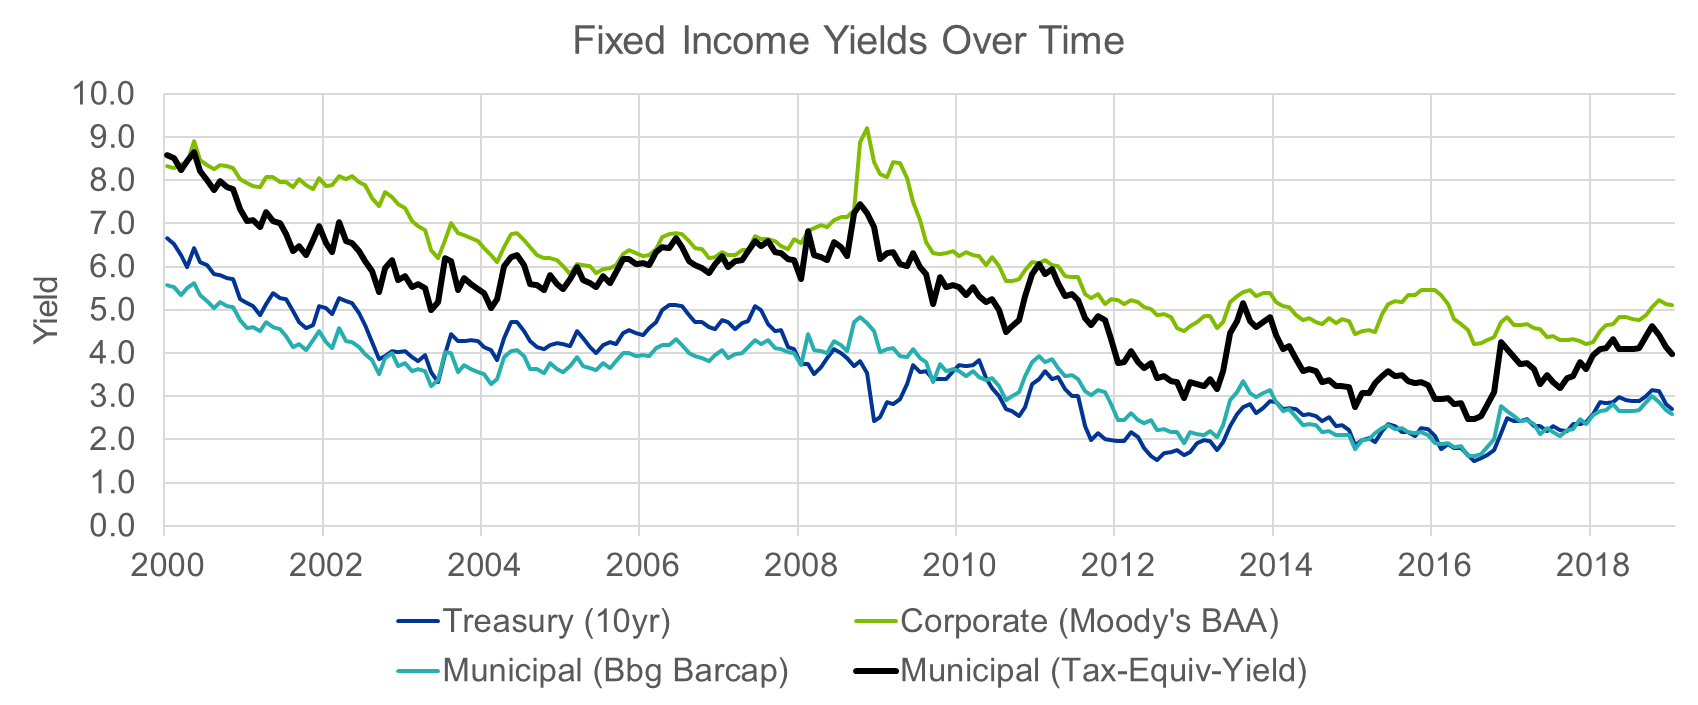 Fixed Income Yields Over Time
10.0
9.0
8.0
7.0
6.0
5.0
4.0
3.0
2.0
1.0
0.0
Yield
2000 2002 2004 2006 2008 2010 2012 2014 2016 2018
Treasury (10yr) Corporate (Moody's BAA)
Municipal (Bbg Barcap) Municipal (Tax-Equiv-Yield)